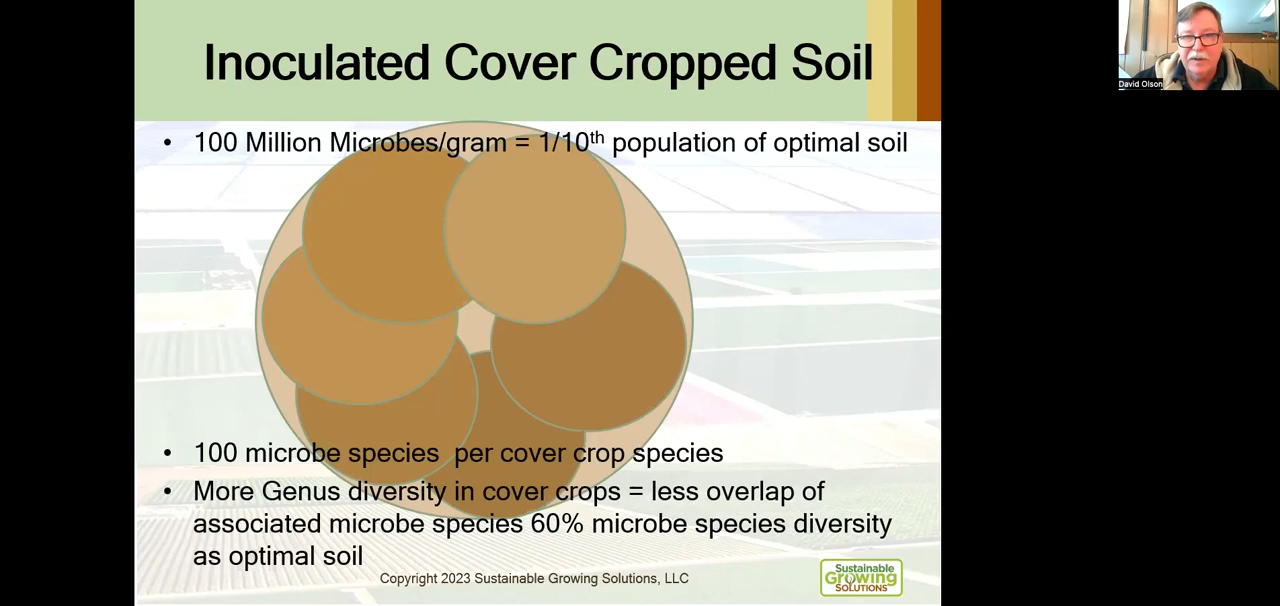 Inoculated Cover Cropped Soil
David Olson
• 100 Million Microbes/gram = 1/10th population of optimal soil
• 100 microbe species per cover crop species
• More Genus diversity in cover crops = less overlap of
associated microbe species 60% microbe species diversity
as optimal soil
Copyright 2023 Sustainable Growing Solutions, LLC
Sustainable
Growing
SOLUTIONS